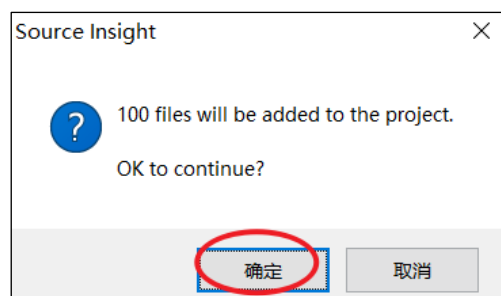 Source Insight
100 files will be added to the project.
OK to continue?
确定
取消